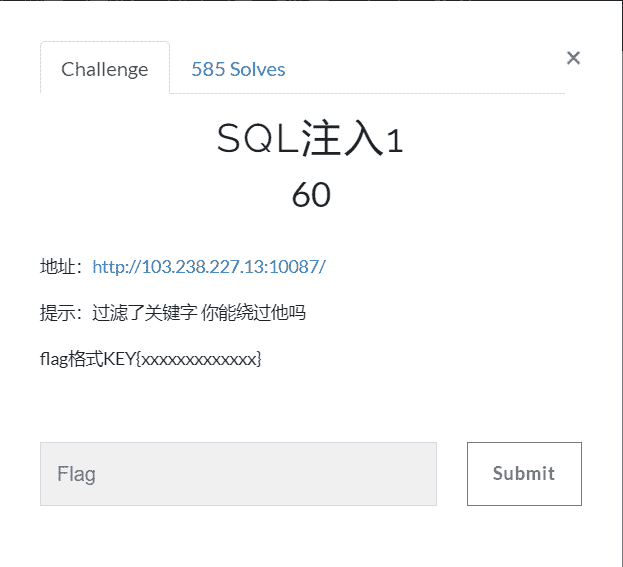 Challenge
585 Solves
×
SQL注入1
60
地址：http://103.238.227.13:10087/
提示：过滤了关键字 你能绕过他吗
flag格式KEY{xxxxxxxxxxxxx}
Flag
Submit